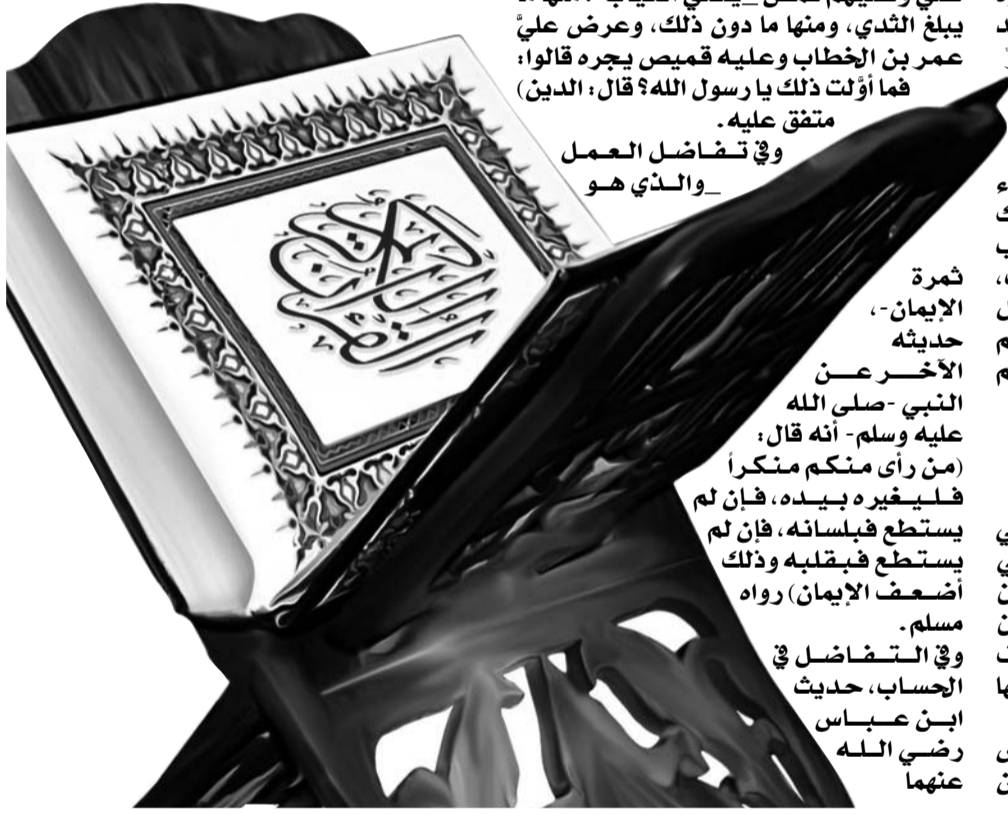 يبلغ الثدي، ومنها ما دون ذلك، وعرض عليَّ
عمر بن الخطاب وعليه قميص يجره قالوا:
فما أوَّلت ذلك يا رسول الله؟ قال: الدين)
متفق عليه.
وفي تفاضل العمل
_والذي هو
ثمرة
الإيمان-،
حديثه
الآخر عن
النبي -صلى الله
عليه وسلم- أنه قال:
(من رأى منكم منكراً
فليغيره بيده، فإن لم
يستطع فبلسانه، فإن لم
يستطع فبقلبه وذلك
أضعف الإيمان) رواه
مسلم.
وفي التفاضل في
الحساب، حديث
ابن عباس
رضي الله
عنهما